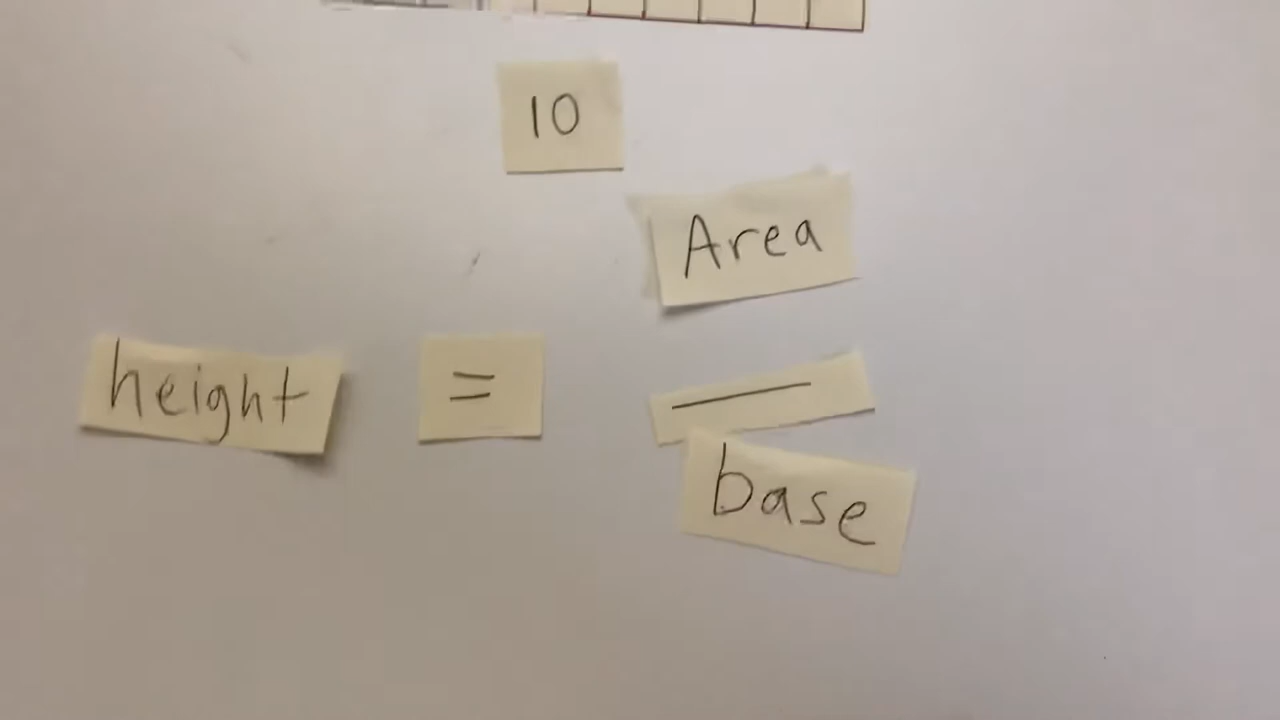 10
Area
height = —
base